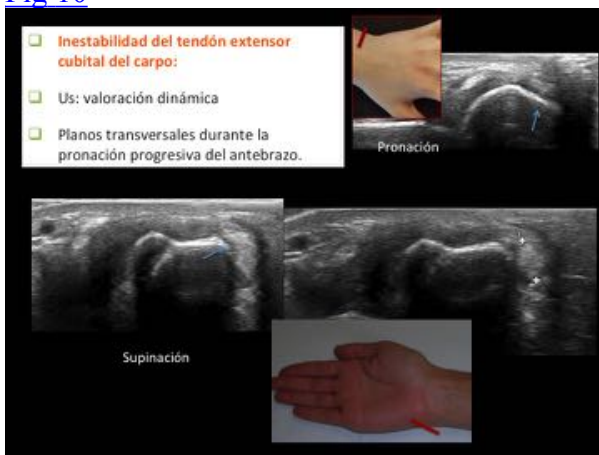 Fig 10
Inestabilidad del tendón extensor
cubital del carpo:
Us: valoración dinámica
Planos transversales durante la
pronación progresiva del antebrazo.
Pronación
Supinación